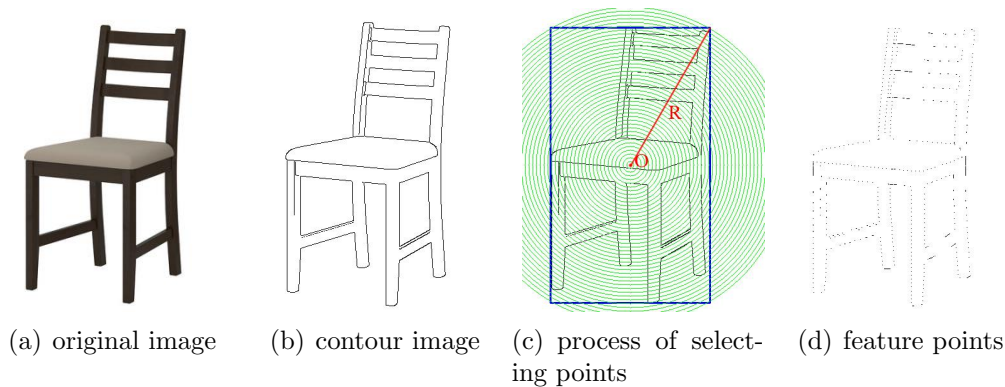 R
O
(a) original image
(b) contour image
(c) process of select-
ing points
(d) feature points